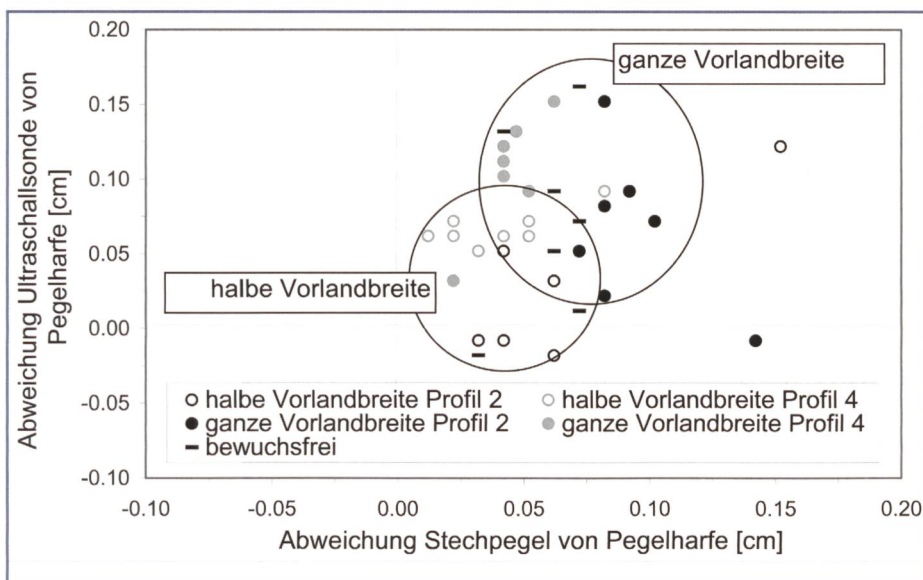 Abweichung Ultraschallsonde von
Pegelharfe [cm]
0.20
0.15
0.10
0.05
0.00
-0.05
-0.10
ganze Vorlandbreite
halbe Vorlandbreite
halbe Vorlandbreite Profil 2
halbe Vorlandbreite Profil 4
ganze Vorlandbreite Profil 2
ganze Vorlandbreite Profil 4
bewuchsfrei
-0.10
-0.05
0.00
0.05
0.10
0.15
0.20
Abweichung Stechpegel von Pegelharfe [cm]